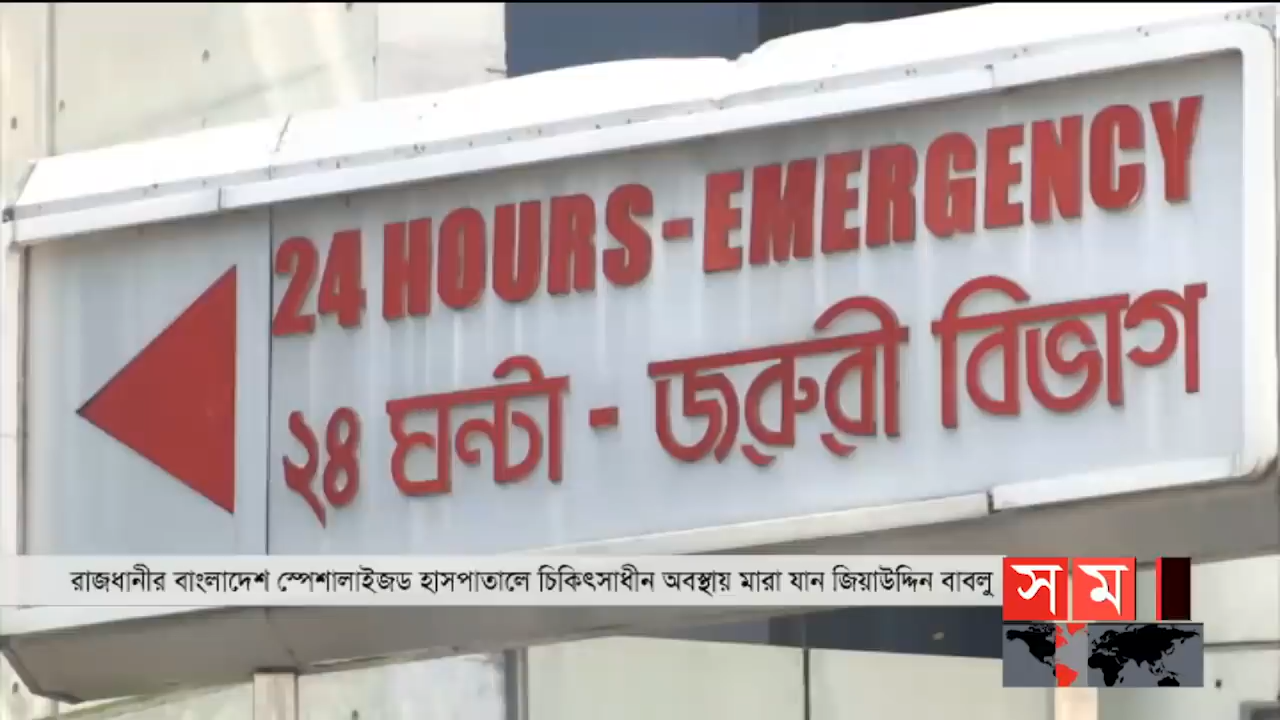 24 HOURS-EMERGENCY
২৪ ঘন্টা - জরুরী বিভাগ
রাজধানীর বাংলাদেশ স্পেশালাইজড হাসপাতালে চিকিৎসাধীন অবস্থায় মারা যান জিয়াউদ্দিন বাবলু
সম